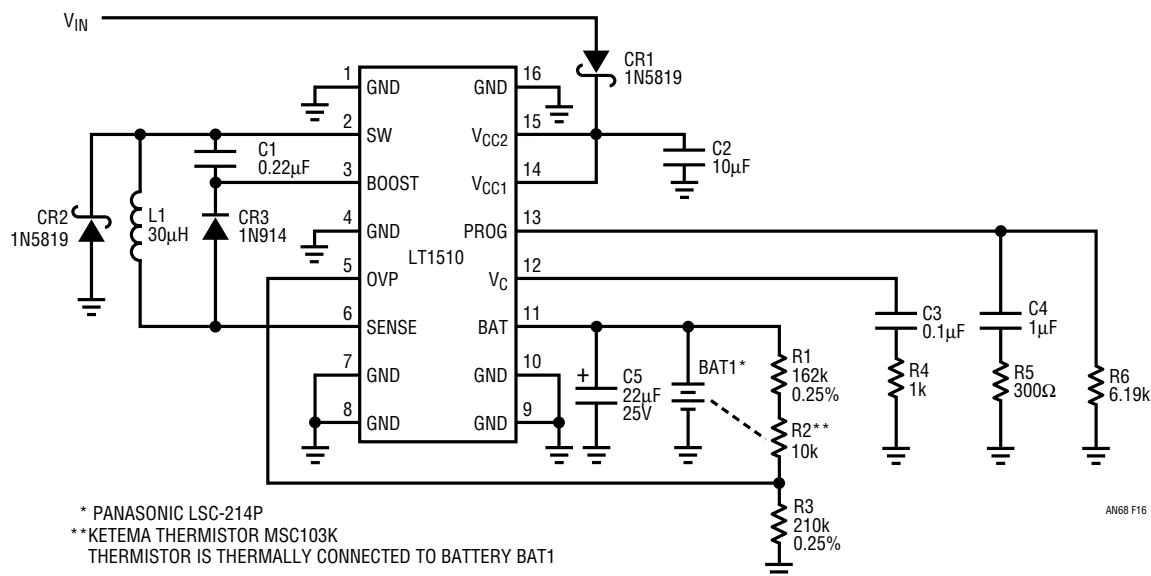 VIN
CR1
1N5819
1
GND
16
GND
2
SW
15
VCC2
C1
0.22µF
C2
10µF
3
BOOST
14
VCC1
CR2
1N5819
L1
30µH
CR3
1N914
4
GND
13
PROG
LT1510
5
OVP
12
VC
6
SENSE
11
BAT
C3
0.1µF
C4
1µF
7
GND
10
GND
+
C5
22µF
25V
BAT1*
R1
162k
0.25%
R4
1k
R5
300Ω
R6
6.19k
8
GND
9
GND
R2**
10k
R3
210k
0.25%
* PANASONIC LSC-214P
**KETEMA THERMISTOR MSC103K
THERMISTOR IS THERMALLY CONNECTED TO BATTERY BAT1
AN68 F16